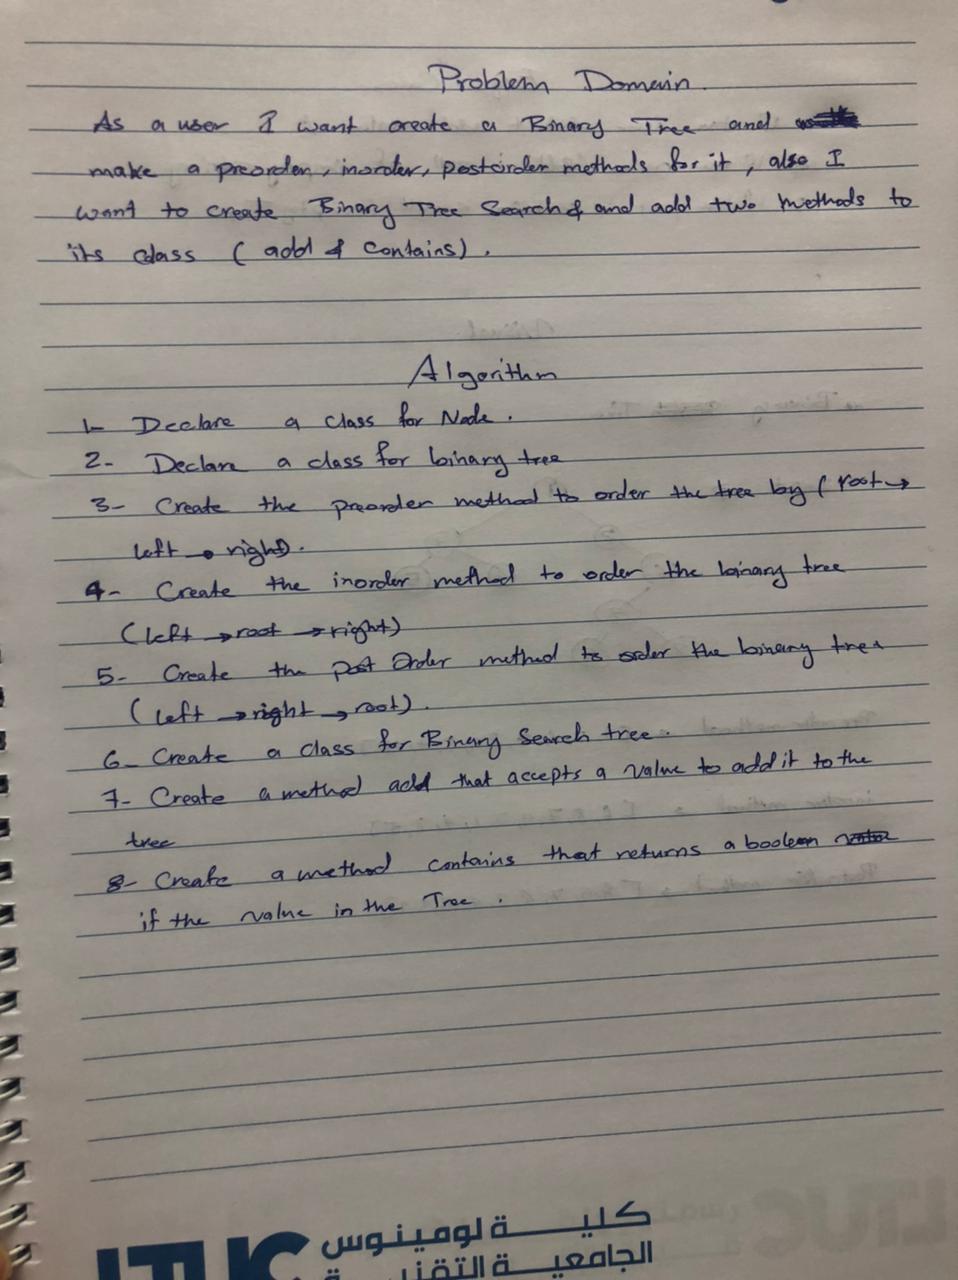 Problem Domain.
As a user I want create a Binary Tree and
make a preorder, inorder, postorder methods for it, also I
want to create Binary Tree Search & and add two methods to
its class ( add & contains ) .
Algorithm
1- Declare a class for Node .
2- Declare a class for binary tree
3- Create the preorder method to order the tree by ( root →
left → right) .
4- Create the inorder method to order the binary tree
( left → root → right)
5- Create the post Order method to order the binary tree
( left → right → root) .
6- Create a class for Binary Search tree .
7- Create a method add that accepts a value to add it to the
tree
8- Create a method contains that returns a boolean
if the value in the Tree .
كليــــــة لومينوس
LTUC
الجامعيــــة التقنيـــة